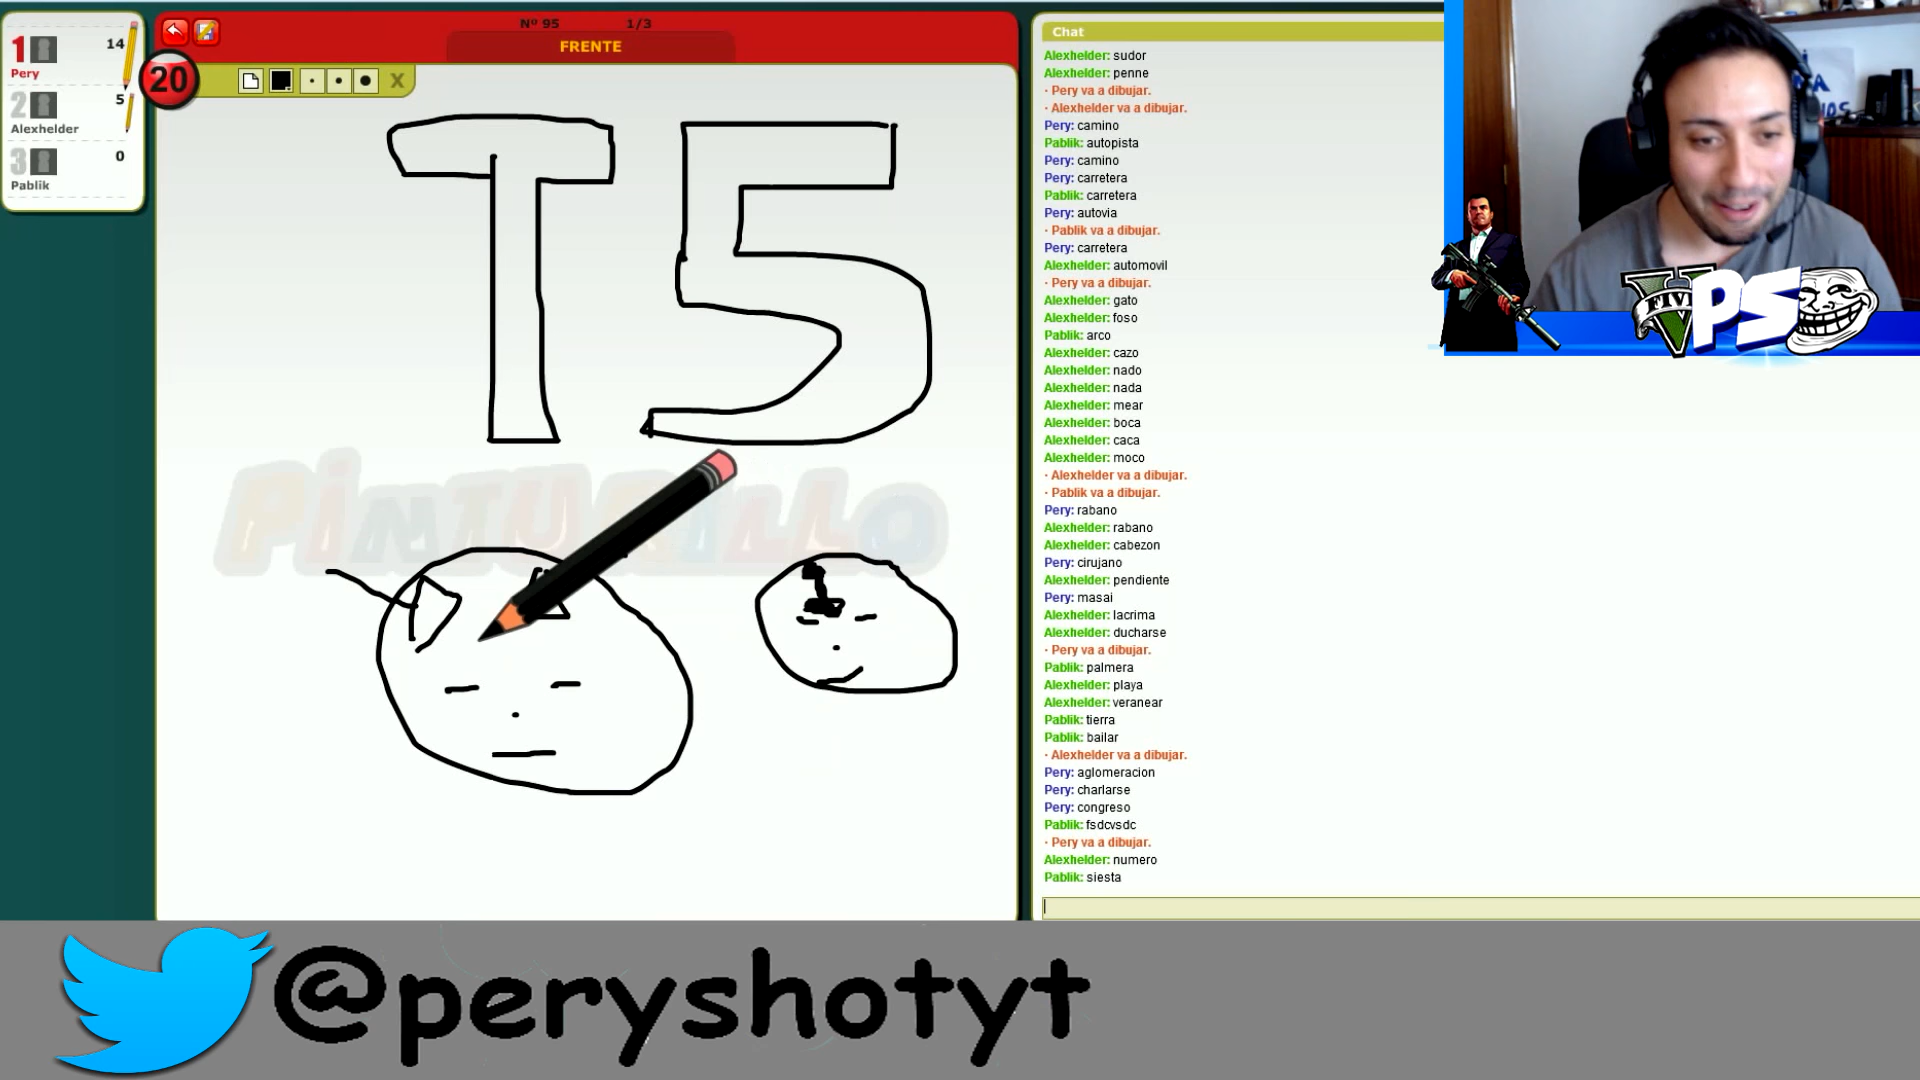 1 14
Pery
2 5
Alexhelder
3 0
Pablik
20
Nº 95 1/3
FRENTE
X
T5
PINTURILLO
Chat
Alexhelder: sudor
Alexhelder: penne
· Pery va a dibujar.
· Alexhelder va a dibujar.
Pery: camino
Pablik: autopista
Pery: camino
Pery: carretera
Pablik: carretera
Pery: autovia
· Pablik va a dibujar.
Pery: carretera
Alexhelder: automovil
· Pery va a dibujar.
Alexhelder: gato
Alexhelder: foso
Pablik: arco
Alexhelder: cazo
Alexhelder: nado
Alexhelder: nada
Alexhelder: mear
Alexhelder: boca
Alexhelder: caca
Alexhelder: moco
· Alexhelder va a dibujar.
· Pablik va a dibujar.
Pery: rabano
Alexhelder: rabano
Alexhelder: cabezon
Pery: cirujano
Alexhelder: pendiente
Pery: masai
Alexhelder: lacrima
Alexhelder: ducharse
· Pery va a dibujar.
Pablik: palmera
Alexhelder: playa
Alexhelder: veranear
Pablik: tierra
Pablik: bailar
· Alexhelder va a dibujar.
Pery: aglomeracion
Pery: charlarse
Pery: congreso
Pablik: fsdcvsdc
· Pery va a dibujar.
Alexhelder: numero
Pablik: siesta
FIVE
V PS
@peryshotyt